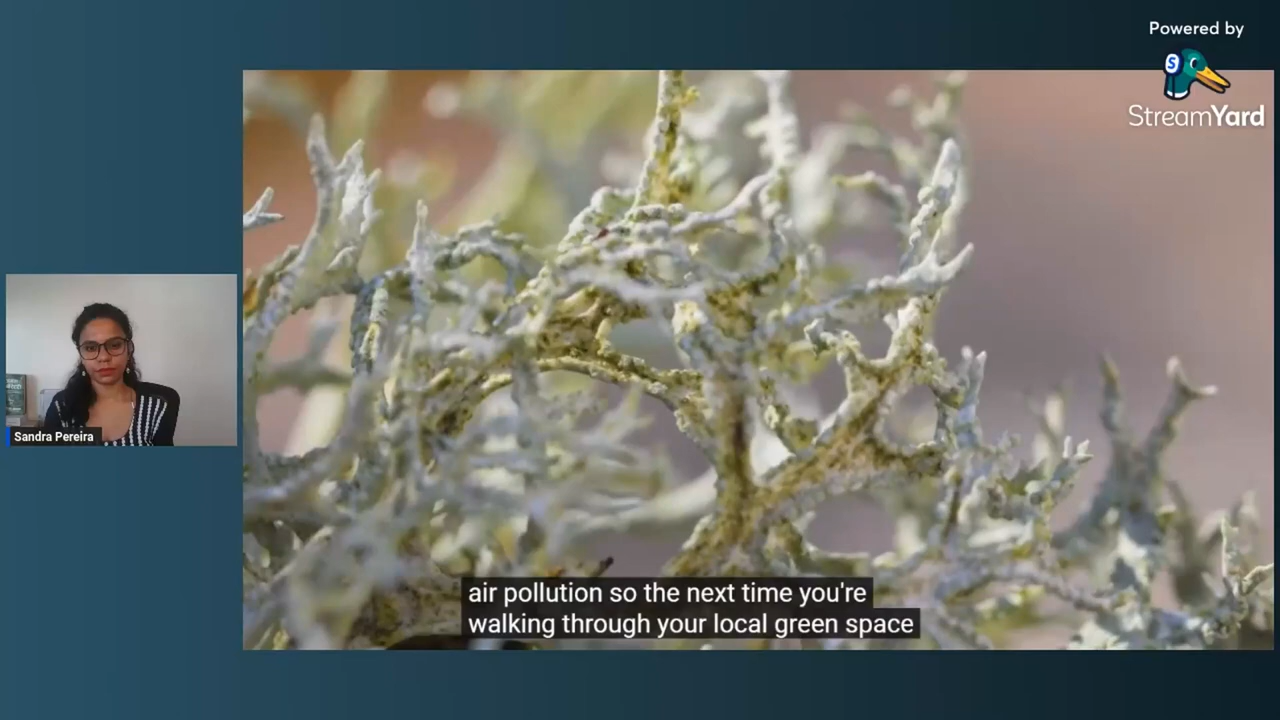 Powered by
S
StreamYard
Sandra Pereira
air pollution so the next time you're
walking through your local green space